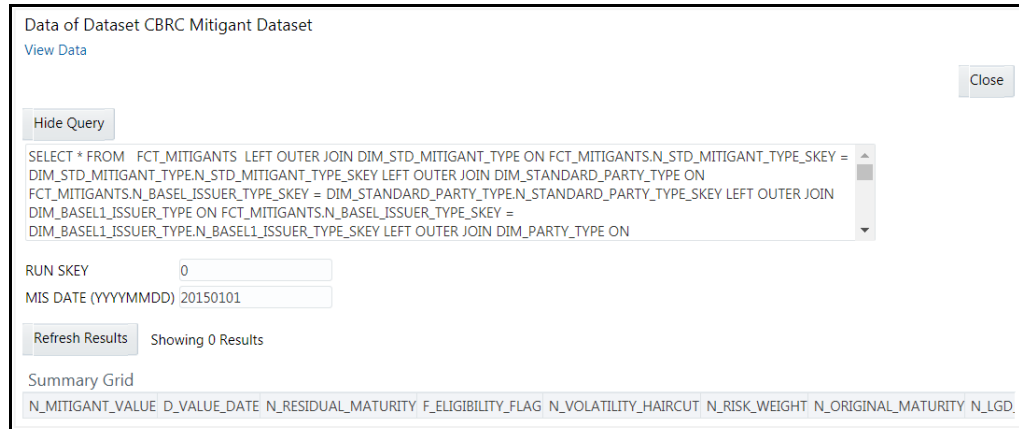 Data of Dataset CBRC Mitigant Dataset
View Data
Close
Hide Query
SELECT * FROM FCT_MITIGANTS LEFT OUTER JOIN DIM_STD_MITIGANT_TYPE ON FCT_MITIGANTS.N_STD_MITIGANT_TYPE_SKEY =
DIM_STD_MITIGANT_TYPE.N_STD_MITIGANT_TYPE_SKEY LEFT OUTER JOIN DIM_STANDARD_PARTY_TYPE ON
FCT_MITIGANTS.N_BASEL_ISSUER_TYPE_SKEY = DIM_STANDARD_PARTY_TYPE.N_STANDARD_PARTY_TYPE_SKEY LEFT OUTER JOIN
DIM_BASEL1_ISSUER_TYPE ON FCT_MITIGANTS.N_BASEL_ISSUER_TYPE_SKEY =
DIM_BASEL1_ISSUER_TYPE.N_BASEL1_ISSUER_TYPE_SKEY LEFT OUTER JOIN DIM_PARTY_TYPE ON
RUN SKEY 0
MIS DATE (YYYYMMDD) 20150101
Refresh Results Showing 0 Results
Summary Grid
N_MITIGANT_VALUE D_VALUE_DATE N_RESIDUAL_MATURITY F_ELIGIBILITY_FLAG N_VOLATILITY_HAIRCUT N_RISK_WEIGHT N_ORIGINAL_MATURITY N_LGD_